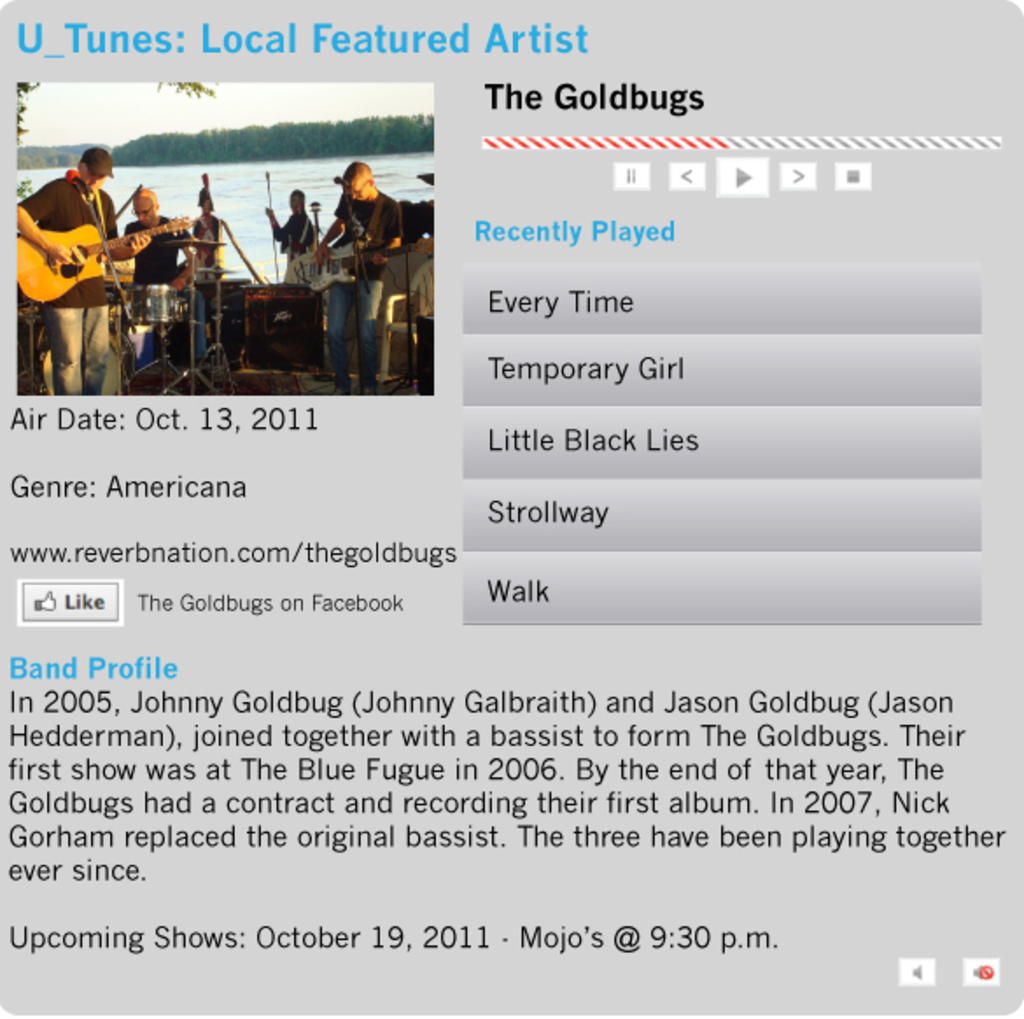 U_Tunes: Local Featured Artist
The Goldbugs
Recently Played
Every Time
Temporary Girl
Little Black Lies
Strollway
Walk
Air Date: Oct. 13, 2011
Genre: Americana
www.reverbnation.com/thegoldbugs
Like
The Goldbugs on Facebook
Band Profile
In 2005, Johnny Goldbug (Johnny Galbraith) and Jason Goldbug (Jason
Hedderman), joined together with a bassist to form The Goldbugs. Their
first show was at The Blue Fugue in 2006. By the end of that year, The
Goldbugs had a contract and recording their first album. In 2007, Nick
Gorham replaced the original bassist. The three have been playing together
ever since.
Upcoming Shows: October 19, 2011 - Mojo's @ 9:30 p.m.